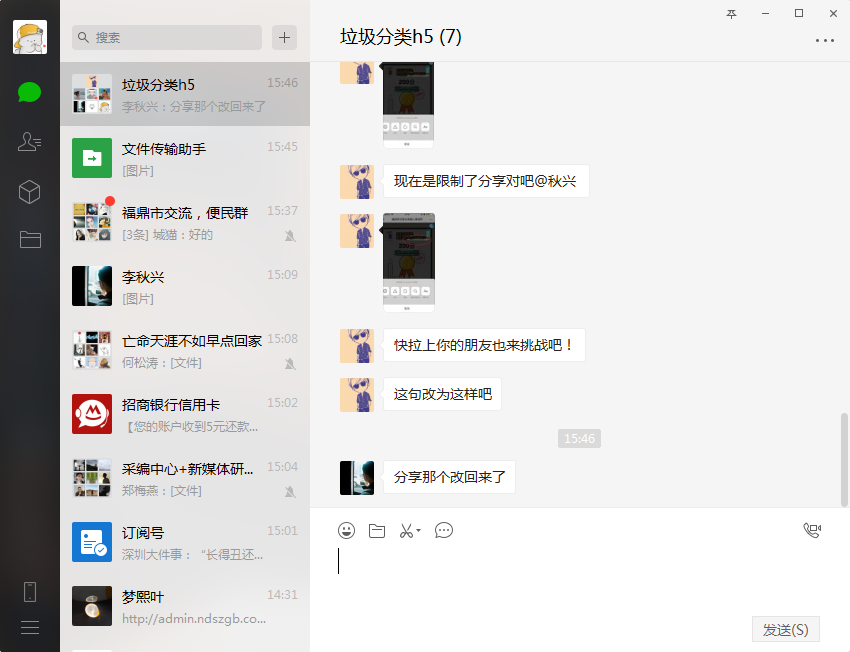 搜索
垃圾分类h5
15:46
李秋兴：分享那个改回来了
文件传输助手
15:45
[图片]
福鼎市交流，便民群
15:37
[3条] 城猫：好的
李秋兴
15:09
[图片]
亡命天涯不如早点回家
15:08
何松涛：[文件]
招商银行信用卡
15:02
【您的账户收到5元还款...
采编中心+新媒体研...
15:04
郑梅燕：[文件]
订阅号
15:01
深圳大件事： “长得丑还...
梦熙叶
14:31
http://admin.ndszgb.co...
垃圾分类h5 (7)
现在是限制了分享对吧@秋兴
快拉上你的朋友也来挑战吧！
这句改为这样吧
15:46
分享那个改回来了
发送(S)